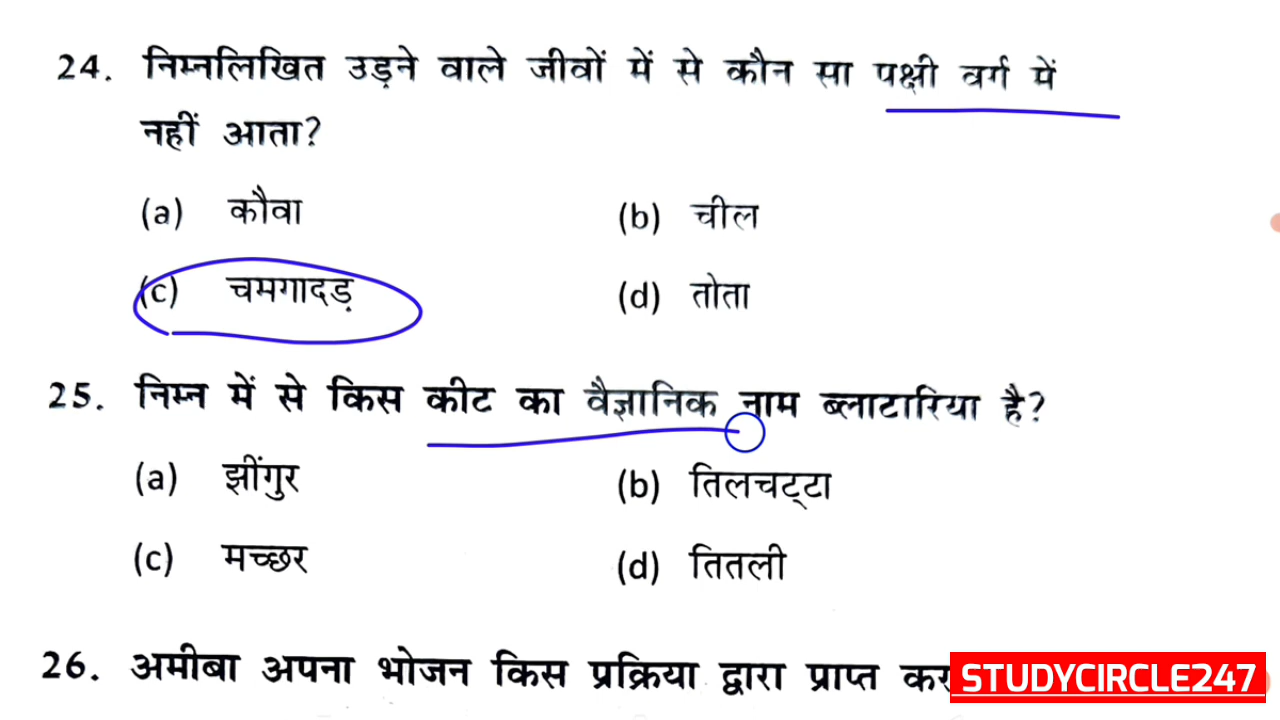 24. निम्नलिखित उड़ने वाले जीवों में से कौन सा पक्षी वर्ग में
नहीं आता?
(a) कौवा (b) चील
(c) चमगादड़ (d) तोता
25. निम्न में से किस कीट का वैज्ञानिक नाम ब्लाटारिया है?
(a) झींगुर (b) तिलचट्‌टा
(c) मच्छर (d) तितली
26. अमीबा अपना भोजन किस प्रक्रिया द्वारा प्राप्त कर
STUDYCIRCLE247